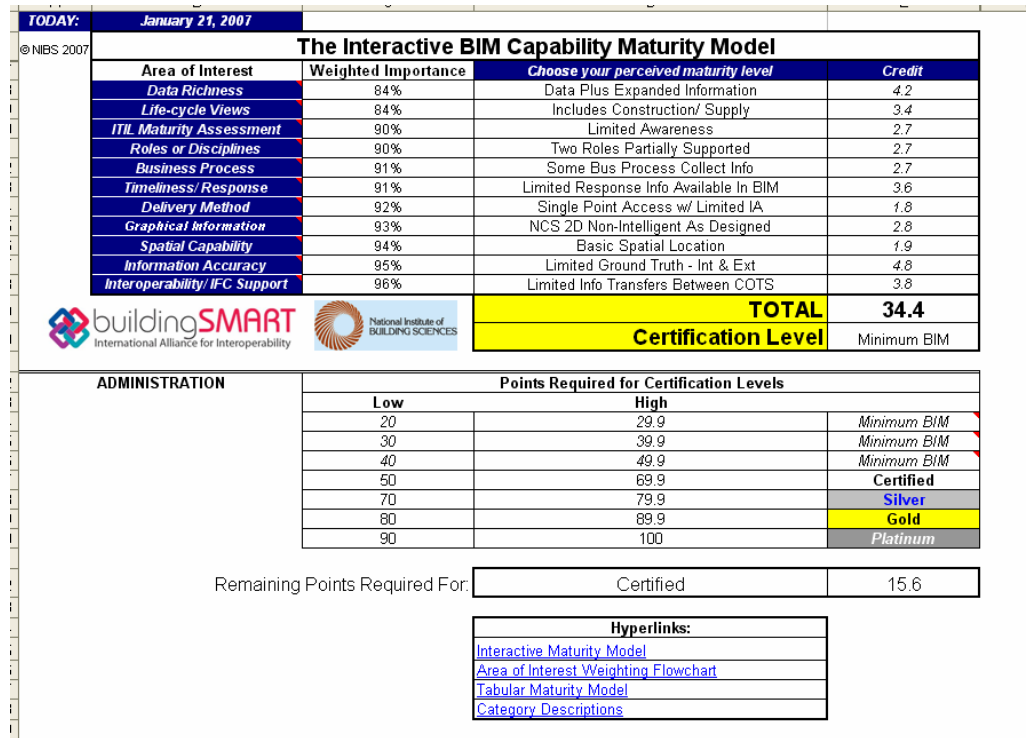 TODAY: January 21, 2007
© NIBS 2007 The Interactive BIM Capability Maturity Model
Area of Interest Weighted Importance Choose your perceived maturity level Credit
Data Richness 84% Data Plus Expanded Information 4.2
Life-cycle Views 84% Includes Construction/ Supply 3.4
ITIL Maturity Assessment 90% Limited Awareness 2.7
Roles or Disciplines 90% Two Roles Partially Supported 2.7
Business Process 91% Some Bus Process Collect Info 2.7
Timeliness/ Response 91% Limited Response Info Available In BIM 3.6
Delivery Method 92% Single Point Access w/ Limited IA 1.8
Graphical Information 93% NCS 2D Non-Intelligent As Designed 2.8
Spatial Capability 94% Basic Spatial Location 1.9
Information Accuracy 95% Limited Ground Truth - Int & Ext 4.8
Interoperability/ IFC Support 96% Limited Info Transfers Between COTS 3.8
buildingSMART
International Alliance for Interoperability
National Institute of
BUILDING SCIENCES
TOTAL 34.4
Certification Level Minimum BIM
ADMINISTRATION Points Required for Certification Levels
Low High
20 29.9 Minimum BIM
30 39.9 Minimum BIM
40 49.9 Minimum BIM
50 69.9 Certified
70 79.9 Silver
80 89.9 Gold
90 100 Platinum
Remaining Points Required For: Certified 15.6
Hyperlinks:
Interactive Maturity Model
Area of Interest Weighting Flowchart
Tabular Maturity Model
Category Descriptions